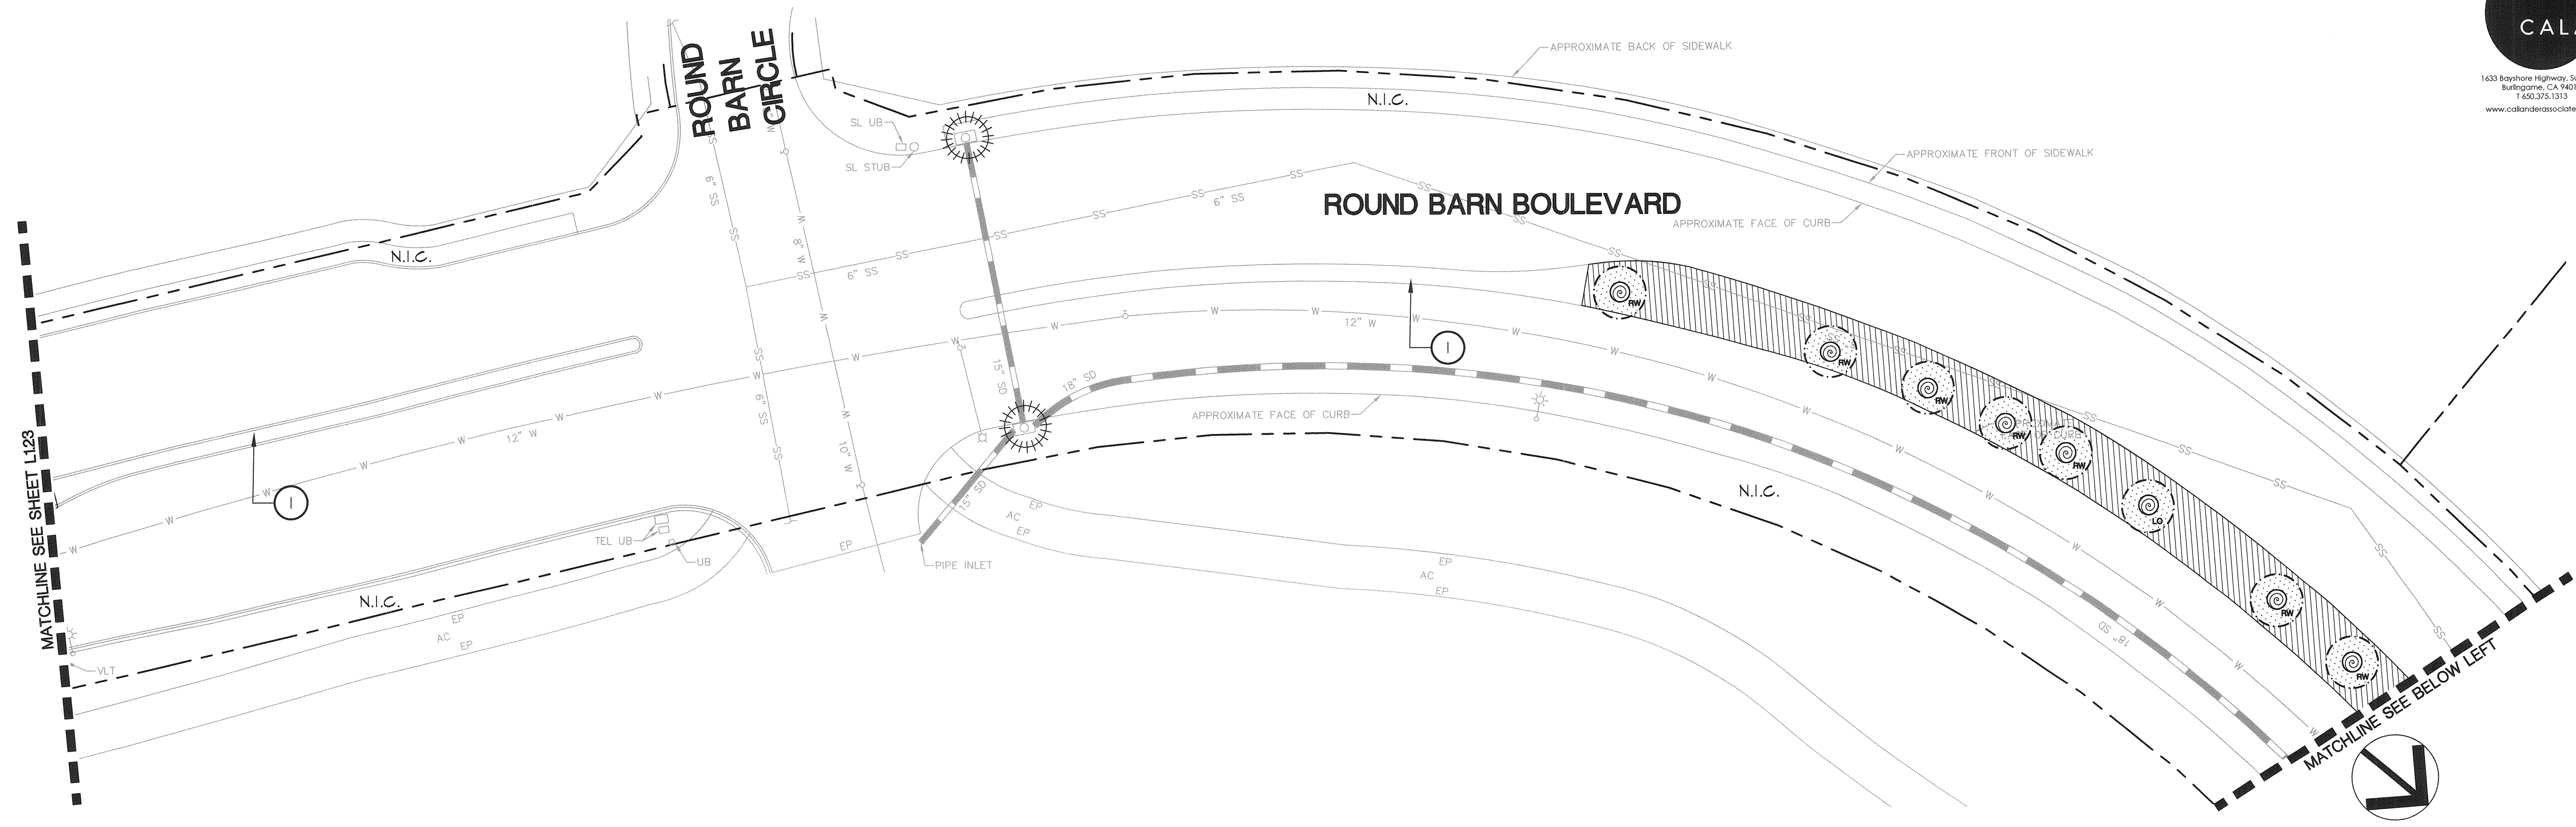 ROUND
BARN
CIRCLE
CAL
1633 Bayshore Highway, Su
Burlingame, CA 9401
T 650.375.1313
www.callanderassociate
APPROXIMATE BACK OF SIDEWALK
N.I.C.
SL UB
SL STUB
APPROXIMATE FRONT OF SIDEWALK
ROUND BARN BOULEVARD
APPROXIMATE FACE OF CURB
6" SS
8" W
6" SS
6" SS
N.I.C.
12" W
1
15" SD
18" SD
6" SS
APPROXIMATE FACE OF CURB
12" W
10" W
1
RW
RW
RW
RW
RW
LO
RW
RW
MATCHLINE SEE SHEET L123
TEL UB
UB
EP
15" SD
PIPE INLET
EP
AC
EP
EP
AC
EP
N.I.C.
N.I.C.
EP
AC
EP
VLT
18" SD
SS
W
MATCHLINE SEE BELOW LEFT